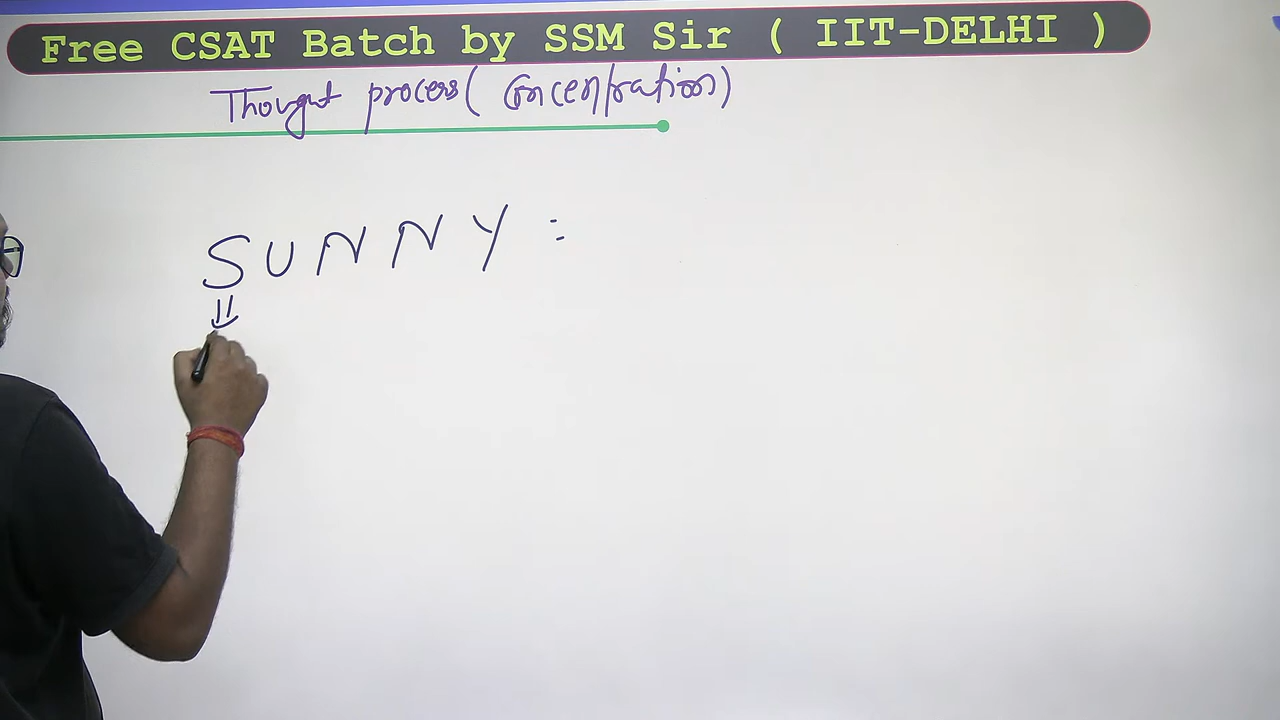 Free CSAT Batch by SSM Sir ( IIT-DELHI )
Thought process( Concentration)
SUNNY :